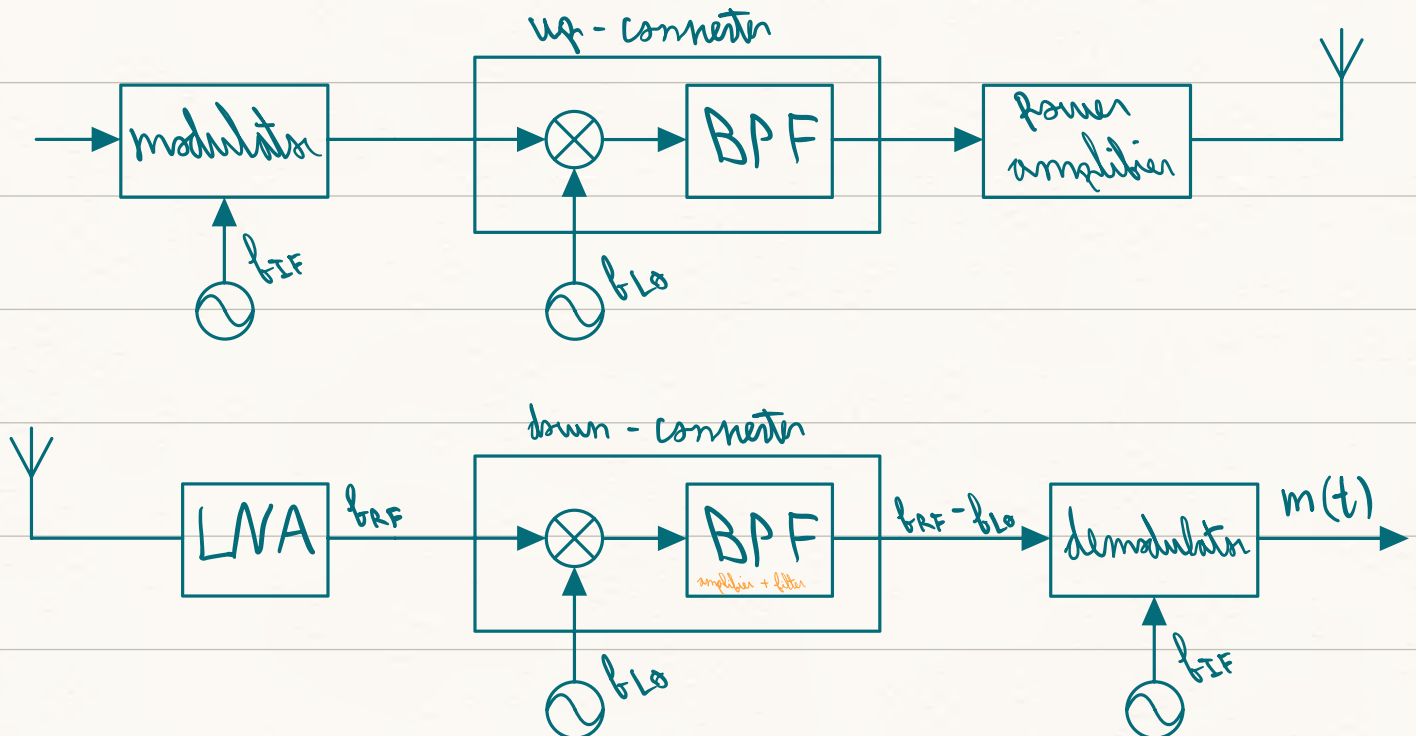 up - converter
modulator
BPF
power
amplifier
fIF
fLO
down - converter
LNA
fRF
BPF
amplifier + filter
fRF - fLO
demodulator
m(t)
fLO
fIF